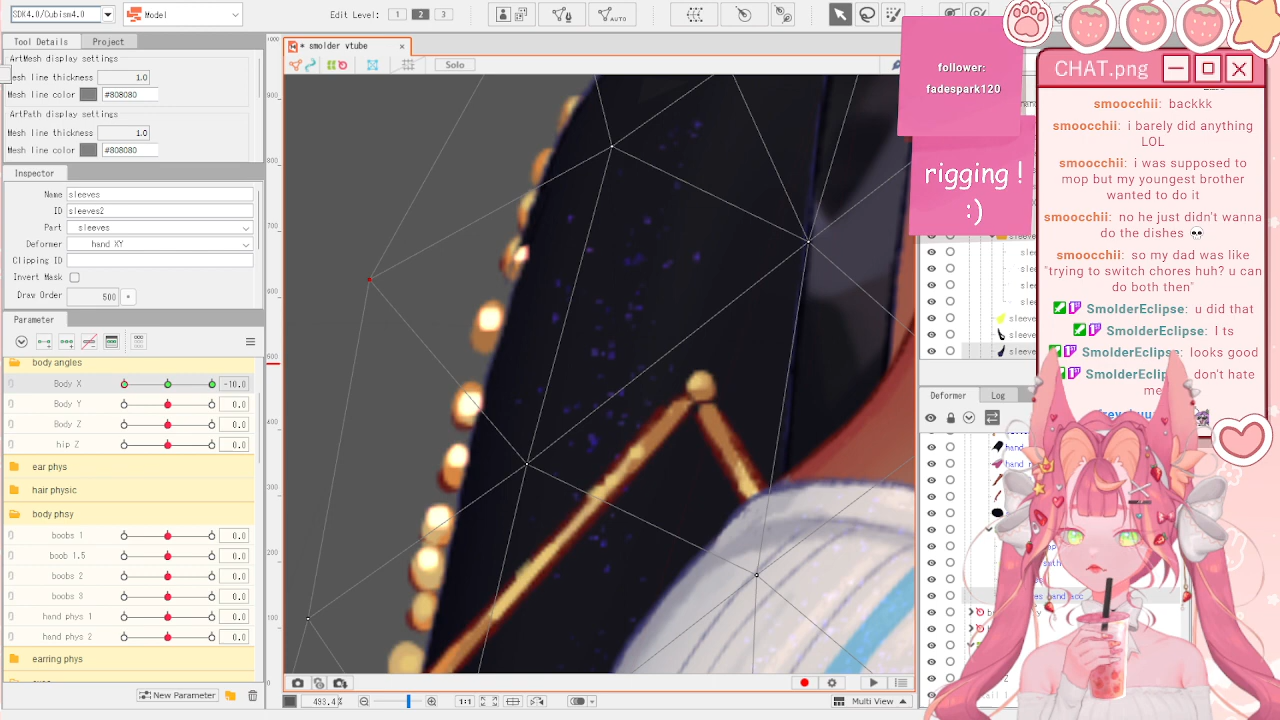 SDK4.0/Cubism4.0
Model
Edit Level: 1 2 3
AUTO
Tool Details
Project
ArtMesh display settings
Mesh line thickness 1.0
Mesh line color #808080
ArtPath display settings
Mesh line thickness 1.0
Mesh line color #808080
Inspector
Name sleeves
ID sleeves2
Part sleeves
Deformer hand XY
Clipping ID
Invert Mask
Draw Order 500
Parameter
body angles
Body X -10.0
Body Y 0.0
Body Z 0.0
hip Z 0.0
ear phys
hair physic
body phsy
boobs 1 0.0
boob 1.5 0.0
boobs 2 0.0
boobs 3 0.0
hand phys 1 0.0
hand phys 2 0.0
earring phys
New Parameter
* smolder vtube
Solo
1:1
Multi View
follower:
fadespark120
rigging !
:)
Deformer
Log
CHAT.png
smoocchii: backkk
smoocchii: i barely did anything
LOL
smoocchii: i was supposed to
mop but my youngest brother
wanted to do it
smoocchii: no he just didn't wanna
do the dishes 💀
smoocchii: so my dad was like
"trying to switch chores huh? u can
do both then"
SmolderEclipse: u did that
SmolderEclipse: I ts
SmolderEclipse: looks good
SmolderEclipse: don't hate
me